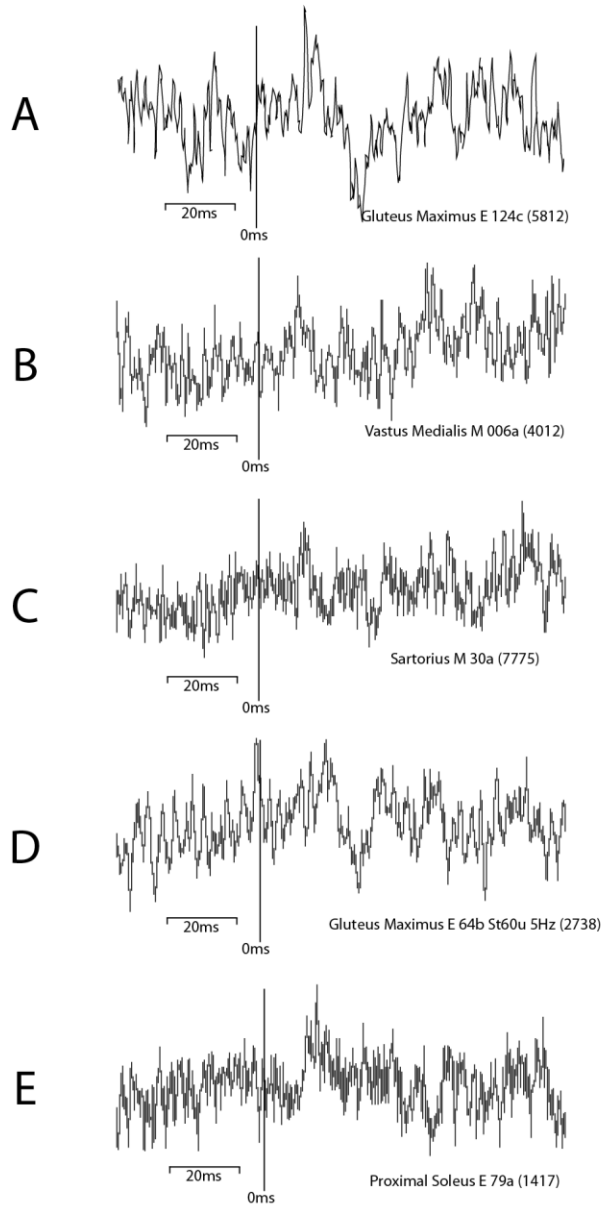 A
20ms
0ms
Gluteus Maximus E 124c (5812)
B
20ms
0ms
Vastus Medialis M 006a (4012)
C
20ms
0ms
Sartorius M 30a (7775)
D
20ms
0ms
Gluteus Maximus E 64b St60u 5Hz (2738)
E
20ms
0ms
Proximal Soleus E 79a (1417)